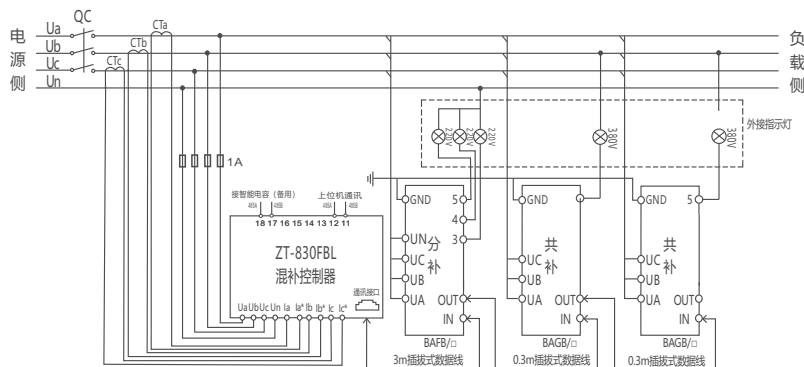 电源侧
Ua
Ub
Uc
Un
QC
CTa
CTb
CTc
负载侧
外接指示灯
220V
220V
220V
380V
380V
1A
接智能电容（备用）
上位机通讯
485A
485B
485A
485B
18 17 16 15 14 13 12 11
ZT-830FBL
混补控制器
通讯接口
Ua Ub Uc Un Ia Ia* Ib Ib* Ic Ic*
GND
5
4
3
UN
UC
UB
UA
分补
OUT
IN
BAFB/□
3m插拔式数据线
GND
UC
UB
UA
共补
OUT
IN
BAGB/□
0.3m插拔式数据线
GND
5
UC
UB
UA
共补
OUT
IN
BAGB/□
0.3m插拔式数据线